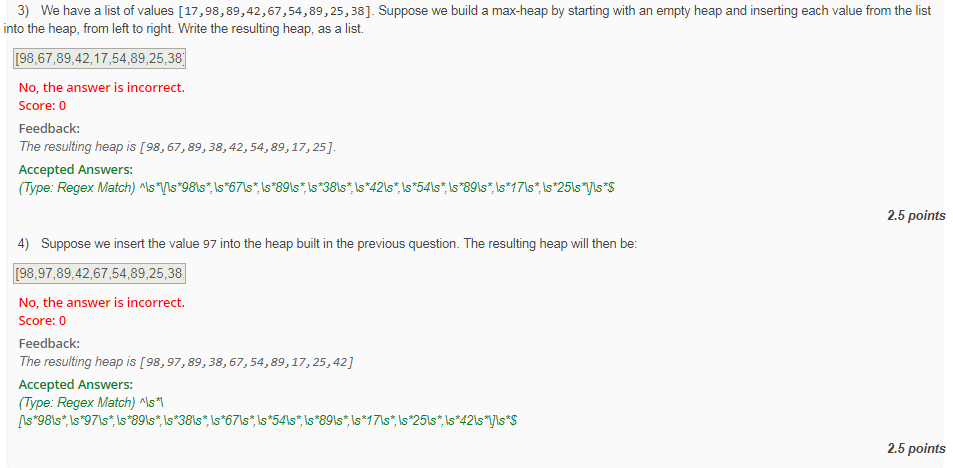 3) We have a list of values [17,98,89,42,67,54,89,25,38]. Suppose we build a max-heap by starting with an empty heap and inserting each value from the list
into the heap, from left to right. Write the resulting heap, as a list.
[98,67,89,42,17,54,89,25,38]
No, the answer is incorrect.
Score: 0
Feedback:
The resulting heap is [98,67,89,38,42,54,89,17,25].
Accepted Answers:
(Type: Regex Match) ^\s*\[\s*98\s*,\s*67\s*,\s*89\s*,\s*38\s*,\s*42\s*,\s*54\s*,\s*89\s*,\s*17\s*,\s*25\s*\]\s*$
2.5 points
4) Suppose we insert the value 97 into the heap built in the previous question. The resulting heap will then be:
[98,97,89,42,67,54,89,25,38
No, the answer is incorrect.
Score: 0
Feedback:
The resulting heap is [98,97,89,38,67,54,89,17,25,42]
Accepted Answers:
(Type: Regex Match) ^\s*\
[\s*98\s*,\s*97\s*,\s*89\s*,\s*38\s*,\s*67\s*,\s*54\s*,\s*89\s*,\s*17\s*,\s*25\s*,\s*42\s*\]\s*$
2.5 points